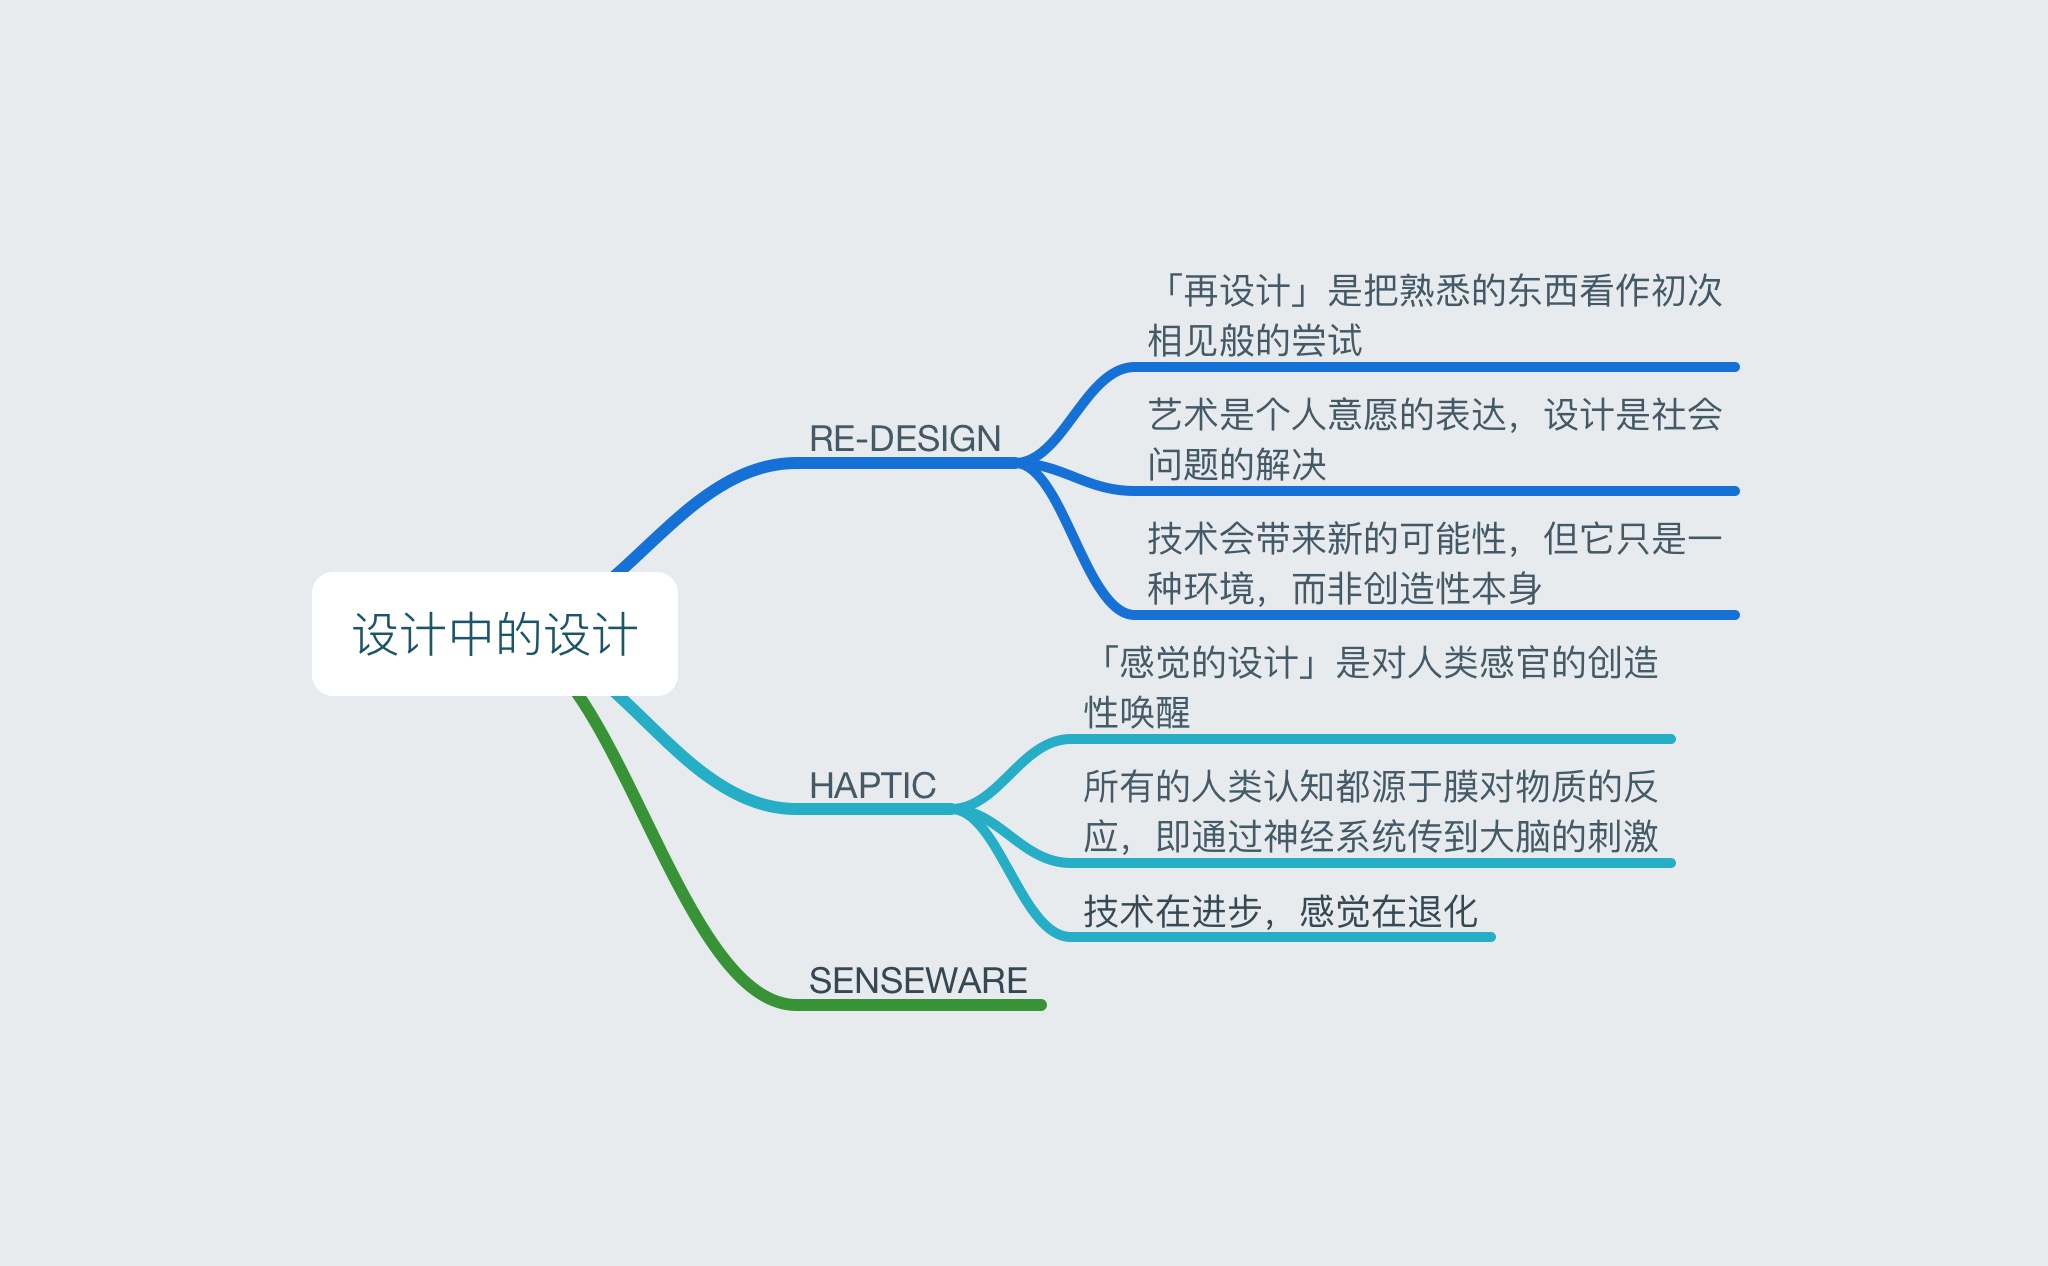 设计中的设计
RE-DESIGN
「再设计」是把熟悉的东西看作初次
相见般的尝试
艺术是个人意愿的表达，设计是社会
问题的解决
技术会带来新的可能性，但它只是一
种环境，而非创造性本身
HAPTIC
「感觉的设计」是对人类感官的创造
性唤醒
所有的人类认知都源于膜对物质的反
应，即通过神经系统传到大脑的刺激
技术在进步，感觉在退化
SENSEWARE